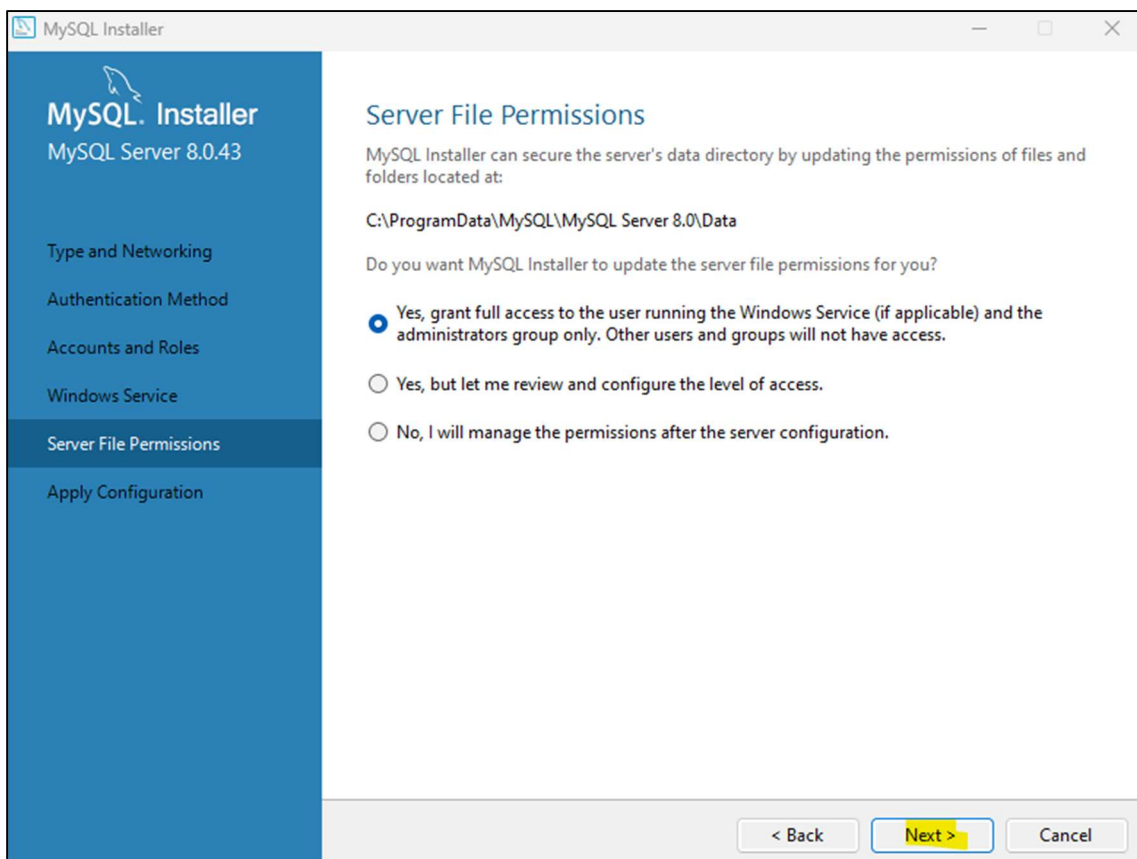 MySQL Installer
MySQL. Installer
MySQL Server 8.0.43
Type and Networking
Authentication Method
Accounts and Roles
Windows Service
Server File Permissions
Apply Configuration
Server File Permissions
MySQL Installer can secure the server's data directory by updating the permissions of files and
folders located at:
C:\ProgramData\MySQL\MySQL Server 8.0\Data
Do you want MySQL Installer to update the server file permissions for you?
Yes, grant full access to the user running the Windows Service (if applicable) and the
administrators group only. Other users and groups will not have access.
Yes, but let me review and configure the level of access.
No, I will manage the permissions after the server configuration.
< Back
Next >
Cancel